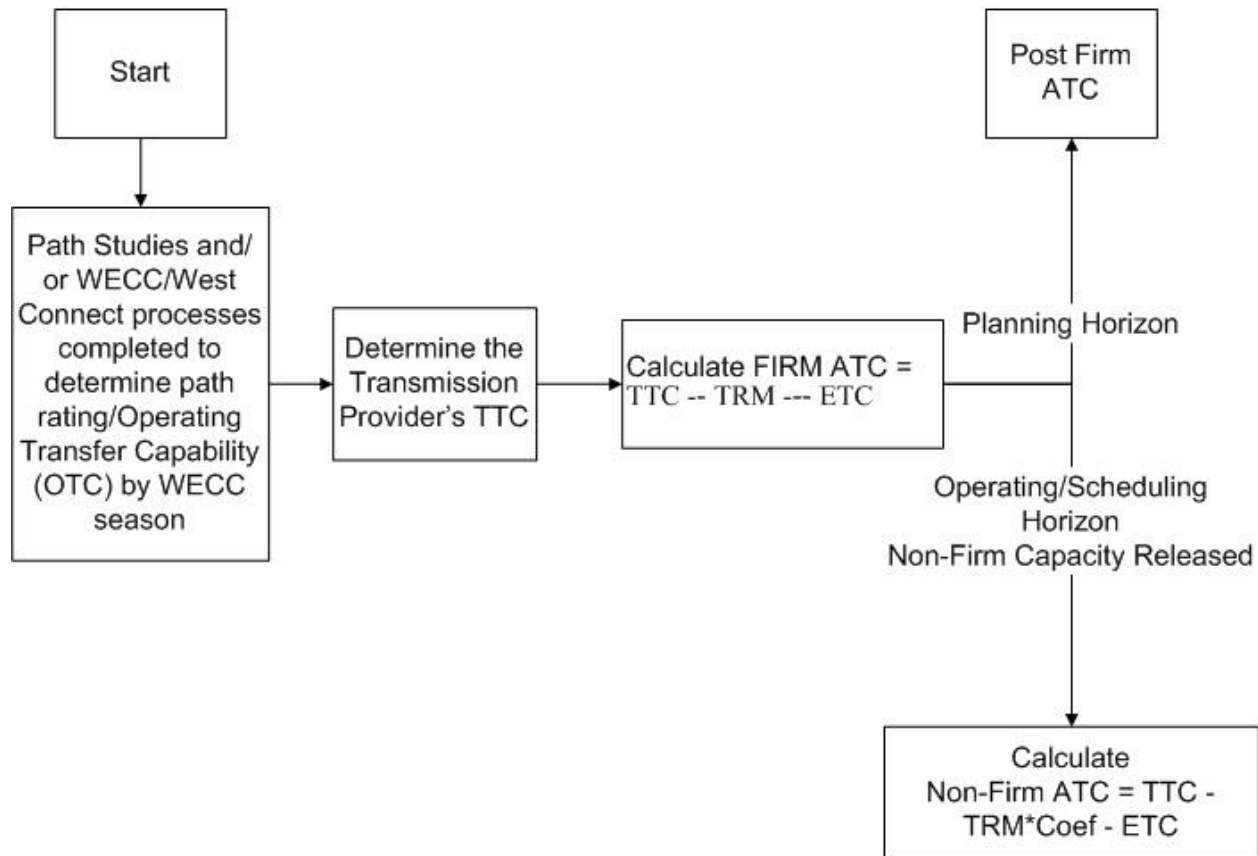 Start
Path Studies and/
or WECC/West
Connect processes
completed to
determine path
rating/Operating
Transfer Capability
(OTC) by WECC
season
Determine the
Transmission
Provider's TTC
Calculate FIRM ATC =
TTC -- TRM --- ETC
Post Firm
ATC
Planning Horizon
Operating/Scheduling
Horizon
Non-Firm Capacity Released
Calculate
Non-Firm ATC = TTC -
TRM*Coef - ETC